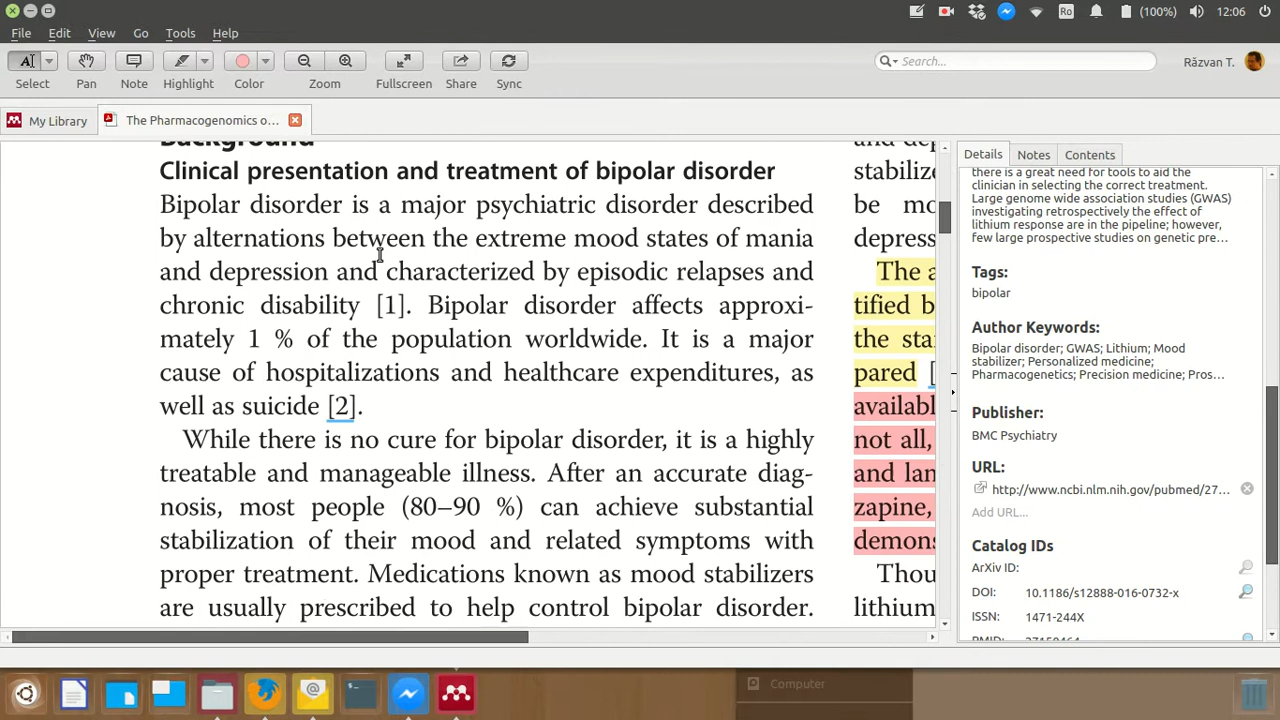 Ro
(100%)
12:06
File Edit View Go Tools Help
Select Pan Note Highlight Color Zoom Fullscreen Share Sync
Search...
Răzvan T.
My Library
The Pharmacogenomics o...
Background
Clinical presentation and treatment of bipolar disorder
Bipolar disorder is a major psychiatric disorder described
by alternations between the extreme mood states of mania
and depression and characterized by episodic relapses and
chronic disability [1]. Bipolar disorder affects approxi-
mately 1 % of the population worldwide. It is a major
cause of hospitalizations and healthcare expenditures, as
well as suicide [2].
While there is no cure for bipolar disorder, it is a highly
treatable and manageable illness. After an accurate diag-
nosis, most people (80–90 %) can achieve substantial
stabilization of their mood and related symptoms with
proper treatment. Medications known as mood stabilizers
are usually prescribed to help control bipolar disorder.
and dep
stabilize
be mo
depress
The a
tified b
the sta
pared [
availabl
not all,
and lan
zapine,
demons
Thou
lithium
Details Notes Contents
there is a great need for tools to aid the
clinician in selecting the correct treatment.
Large genome wide association studies (GWAS)
investigating retrospectively the effect of
lithium response are in the pipeline; however,
few large prospective studies on genetic pre...
Tags:
bipolar
Author Keywords:
Bipolar disorder; GWAS; Lithium; Mood
stabilizer; Personalized medicine;
Pharmacogenetics; Precision medicine; Pros...
Publisher:
BMC Psychiatry
URL:
http://www.ncbi.nlm.nih.gov/pubmed/27...
Add URL...
Catalog IDs
ArXiv ID:
DOI: 10.1186/s12888-016-0732-x
ISSN: 1471-244X
Computer